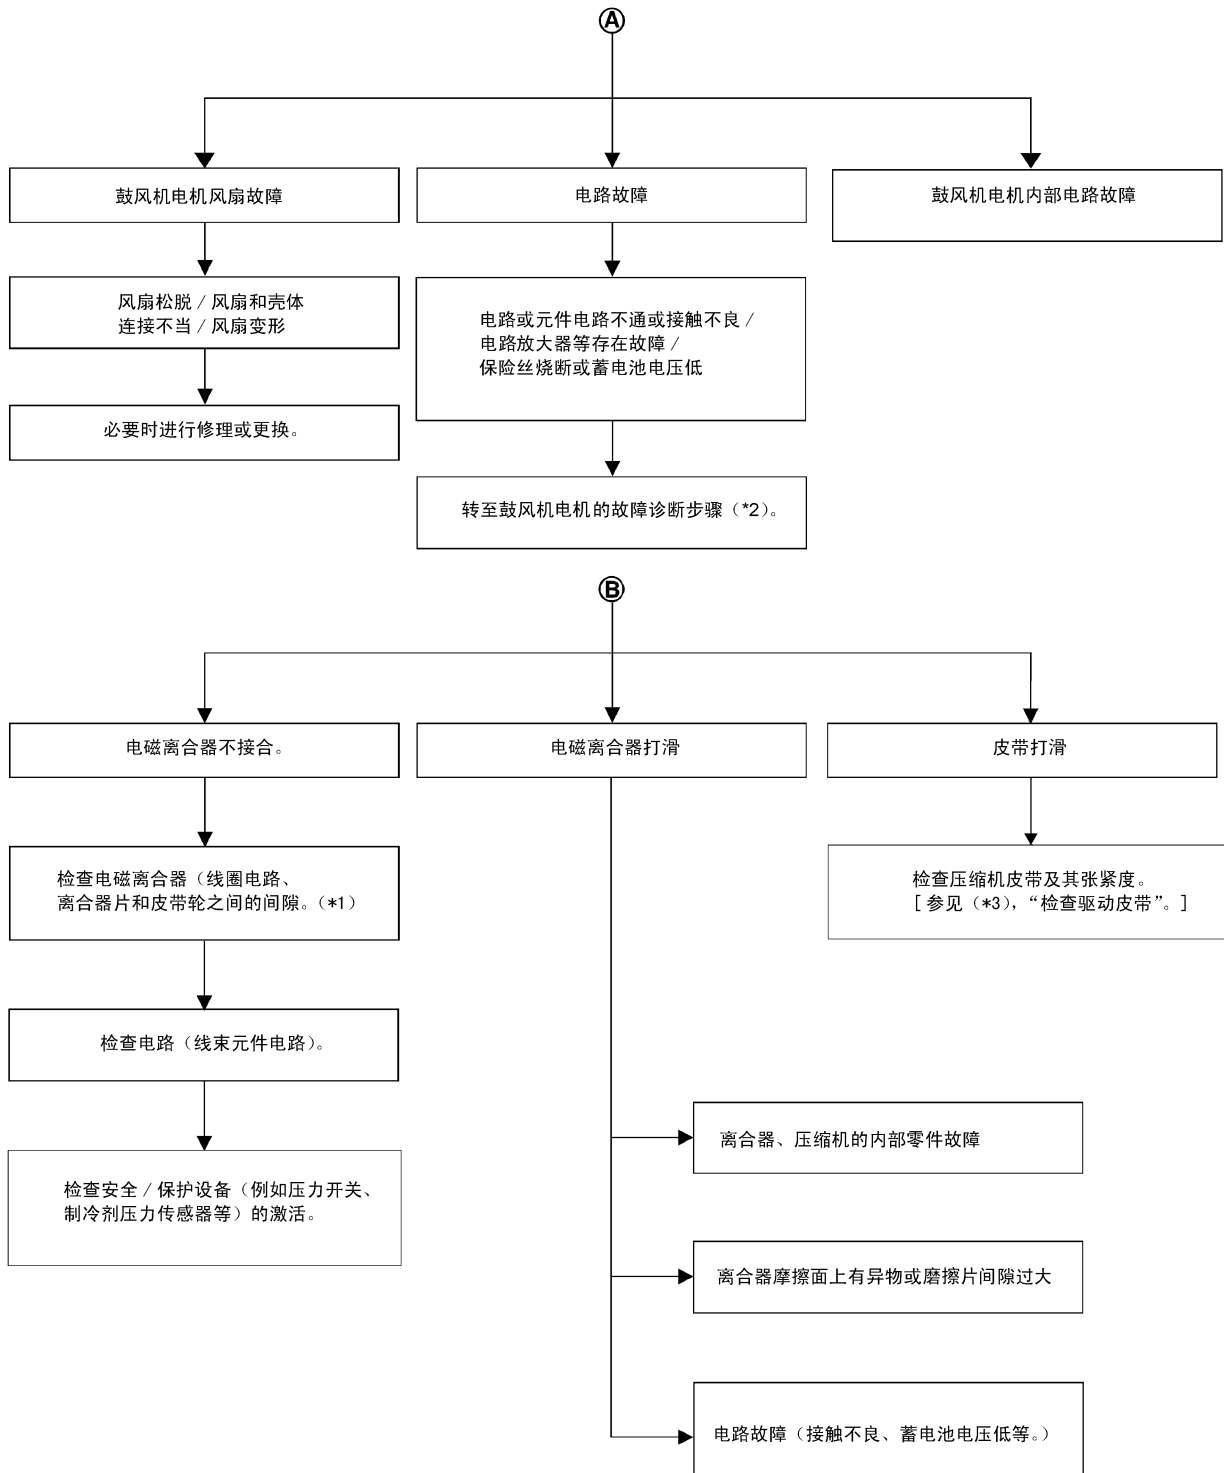 A
鼓风机电机风扇故障
电路故障
鼓风机电机内部电路故障
风扇松脱 / 风扇和壳体
连接不当 / 风扇变形
电路或元件电路不通或接触不良 /
电路放大器等存在故障 /
保险丝烧断或蓄电池电压低
必要时进行修理或更换。
转至鼓风机电机的故障诊断步骤（*2）。
B
电磁离合器不接合。
电磁离合器打滑
皮带打滑
检查电磁离合器（线圈电路、
离合器片和皮带轮之间的间隙。（*1）
检查压缩机皮带及其张紧度。
[ 参见（*3），“检查驱动皮带”。]
检查电路（线束元件电路）。
离合器、压缩机的内部零件故障
检查安全 / 保护设备（例如压力开关、
制冷剂压力传感器等）的激活。
离合器摩擦面上有异物或磨擦片间隙过大
电路故障（接触不良、蓄电池电压低等。）